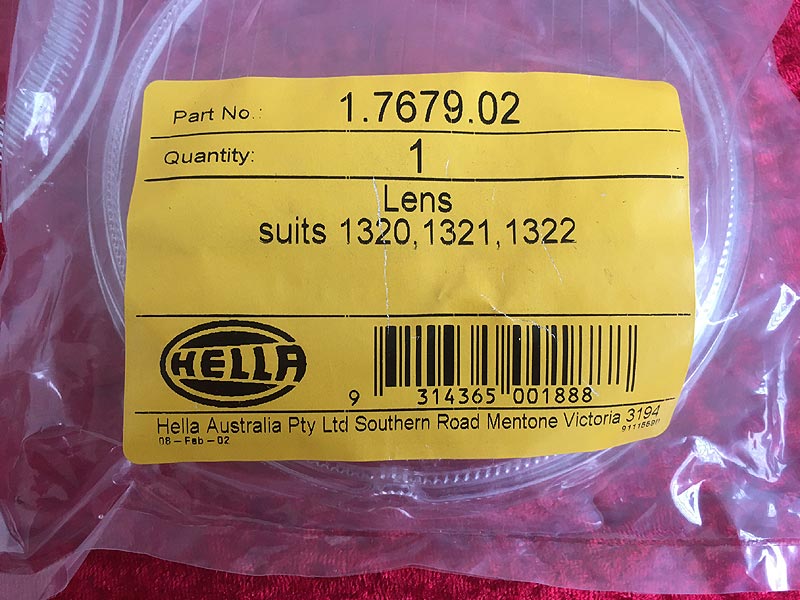 Part No.: 1.7679.02
Quantity: 1
Lens
suits 1320,1321,1322
HELLA
9 314365 001888
Hella Australia Pty Ltd Southern Road Mentone Victoria 3194
08-Feb-02